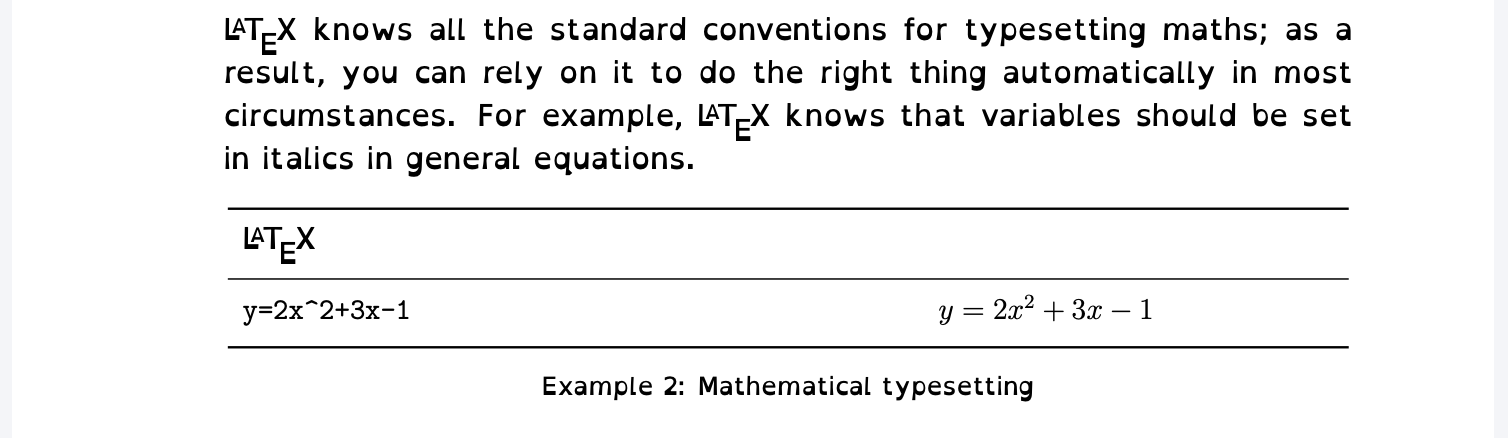 LATEX knows all the standard conventions for typesetting maths; as a
result, you can rely on it to do the right thing automatically in most
circumstances. For example, LATEX knows that variables should be set
in italics in general equations.
LATEX
y=2x^2+3x-1 y = 2x² + 3x − 1
Example 2: Mathematical typesetting